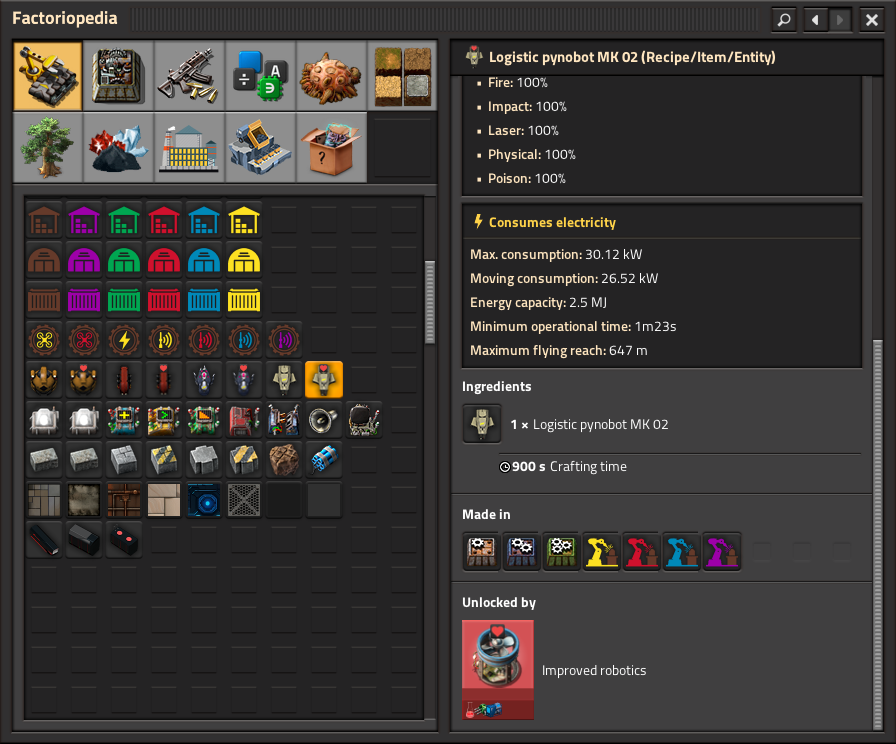 Factoriopedia
Logistic pynobot MK 02 (Recipe/Item/Entity)
Fire: 100%
Impact: 100%
Laser: 100%
Physical: 100%
Poison: 100%
Consumes electricity
Max. consumption: 30.12 kW
Moving consumption: 26.52 kW
Energy capacity: 2.5 MJ
Minimum operational time: 1m23s
Maximum flying reach: 647 m
Ingredients
1 × Logistic pynobot MK 02
900 s Crafting time
Made in
Unlocked by
Improved robotics